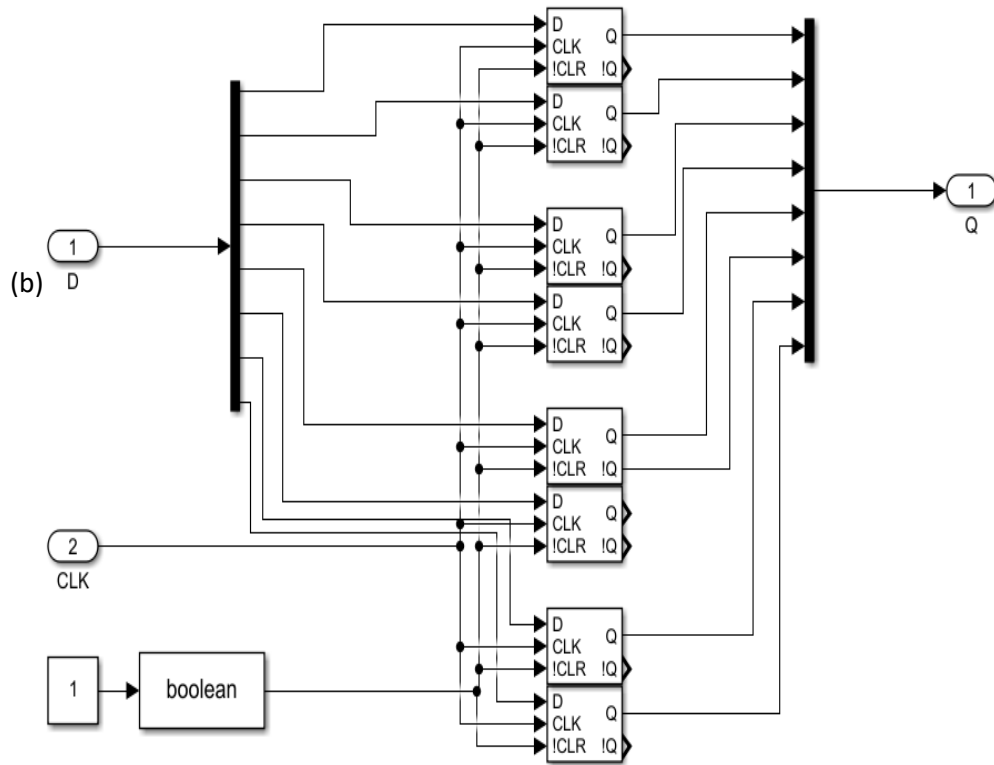 D Q
CLK
!CLR !Q
D Q
CLK
!CLR !Q
D Q
CLK
!CLR !Q
D Q
CLK
!CLR !Q
1
Q
1
(b) D
D Q
CLK
!CLR !Q
D Q
CLK
!CLR !Q
2
CLK
D Q
CLK
!CLR !Q
D Q
CLK
!CLR !Q
1 boolean